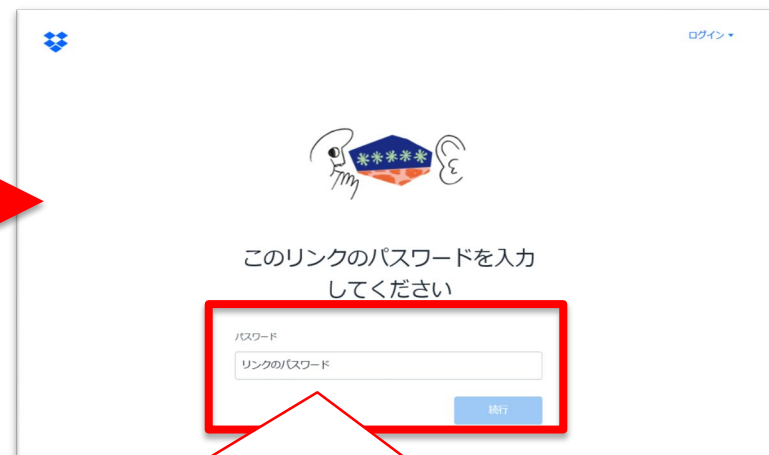 ログイン
このリンクのパスワードを入力
してください
パスワード
リンクのパスワード
続行